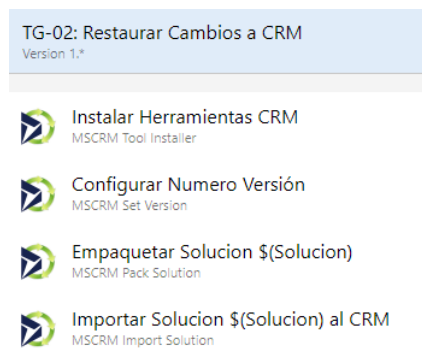 TG-02: Restaurar Cambios a CRM
Version 1.*
Instalar Herramientas CRM
MSCRM Tool Installer
Configurar Numero Versión
MSCRM Set Version
Empaquetar Solucion $(Solucion)
MSCRM Pack Solution
Importar Solucion $(Solucion) al CRM
MSCRM Import Solution